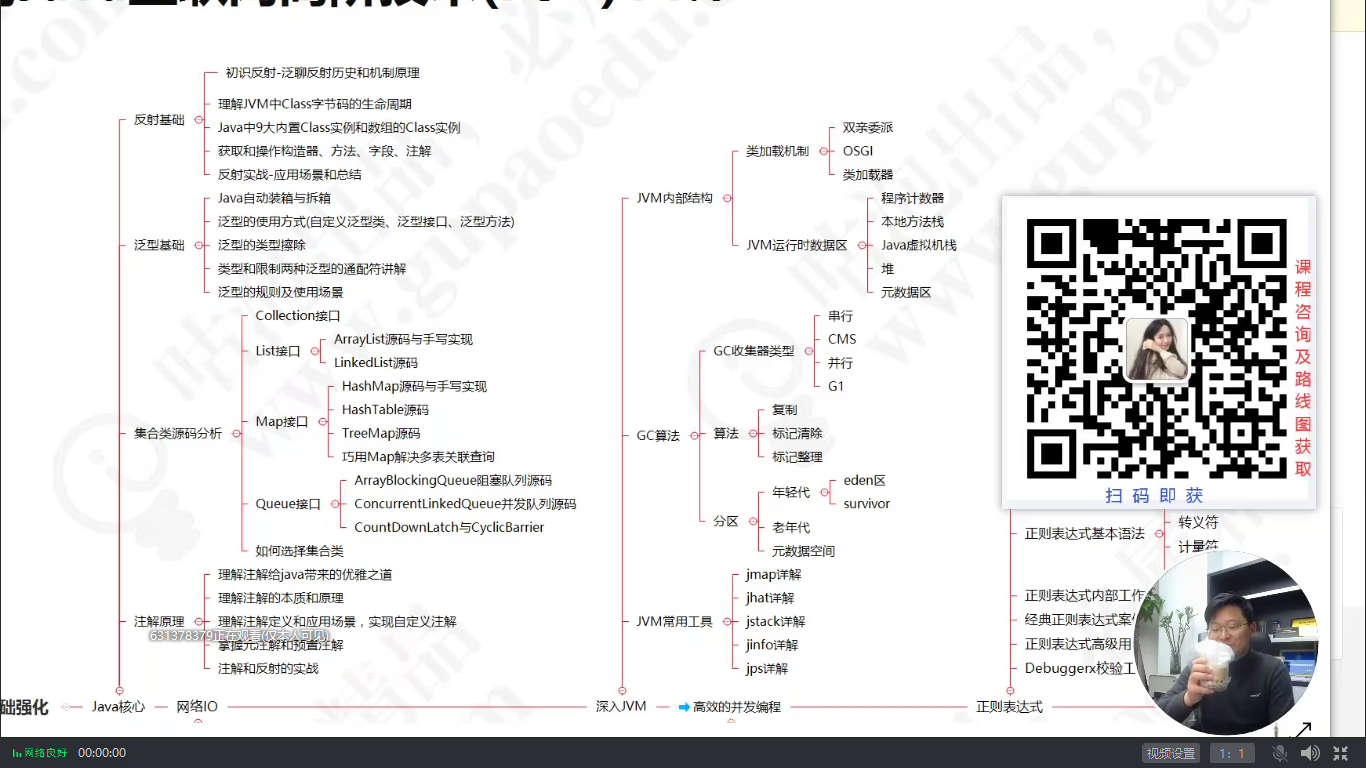 初识反射-泛聊反射历史和机制原理
理解JVM中Class字节码的生命周期
反射基础
Java中9大内置Class实例和数组的Class实例
获取和操作构造器、方法、字段、注解
反射实战-应用场景和总结
Java自动装箱与拆箱
泛型的使用方式(自定义泛型类、泛型接口、泛型方法)
泛型基础
泛型的类型擦除
类型和限制两种泛型的通配符讲解
泛型的规则及使用场景
Collection接口
List接口
ArrayList源码与手写实现
LinkedList源码
HashMap源码与手写实现
HashTable源码
Map接口
TreeMap源码
巧用Map解决多表关联查询
集合类源码分析
ArrayBlockingQueue阻塞队列源码
Queue接口
ConcurrentLinkedQueue并发队列源码
CountDownLatch与CyclicBarrier
如何选择集合类
理解注解给java带来的优雅之道
理解注解的本质和原理
注解原理
理解注解定义和应用场景，实现自定义注解
631378379正在观看(仅本人可见)
掌握元注解和预置注解
注解和反射的实战
础强化
Java核心
网络IO
双亲委派
类加载机制
OSGI
类加载器
JVM内部结构
程序计数器
本地方法栈
JVM运行时数据区
Java虚拟机栈
堆
元数据区
串行
GC收集器类型
CMS
并行
G1
GC算法
复制
算法
标记清除
标记整理
年轻代
eden区
survivor
分区
老年代
元数据空间
jmap详解
jhat详解
JVM常用工具
jstack详解
jinfo详解
jps详解
深入JVM
高效的并发编程
正则表达式
课程咨询及路线图获取
扫码即获
转义符
正则表达式基本语法
计量符
正则表达式内部工作
经典正则表达式案
正则表达式高级用
Debuggerx校验工
网络良好
00:00:00
视频设置
1: 1